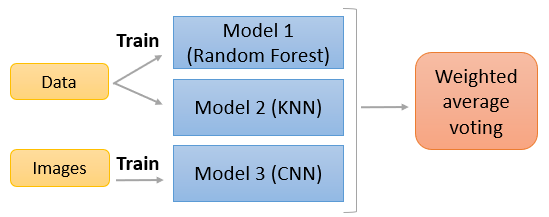 Train
Model 1
(Random Forest)
Data
Model 2 (KNN)
Weighted
average
voting
Images
Train
Model 3 (CNN)